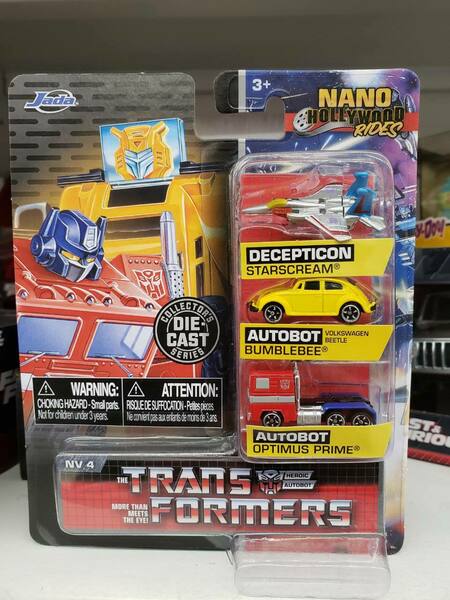 Jada
3+
NANO
HOLLYWOOD
RIDES
DECEPTICON
STARSCREAM®
AUTOBOT VOLKSWAGEN
BEETLE
BUMBLEBEE®
AUTOBOT
OPTIMUS PRIME®
COLLECTOR'S
DIE-
CAST
SERIES
WARNING:
CHOKING HAZARD - Small parts.
Not for children under 3 years.
ATTENTION:
RISQUE DE SUFFOCATION - Petites pièces.
Ne convient pas aux enfants de moins de 3 ans.
NV. 4
THE TRANSFORMERS
HEROIC
AUTOBOT
MORE THAN
MEETS
THE EYE!